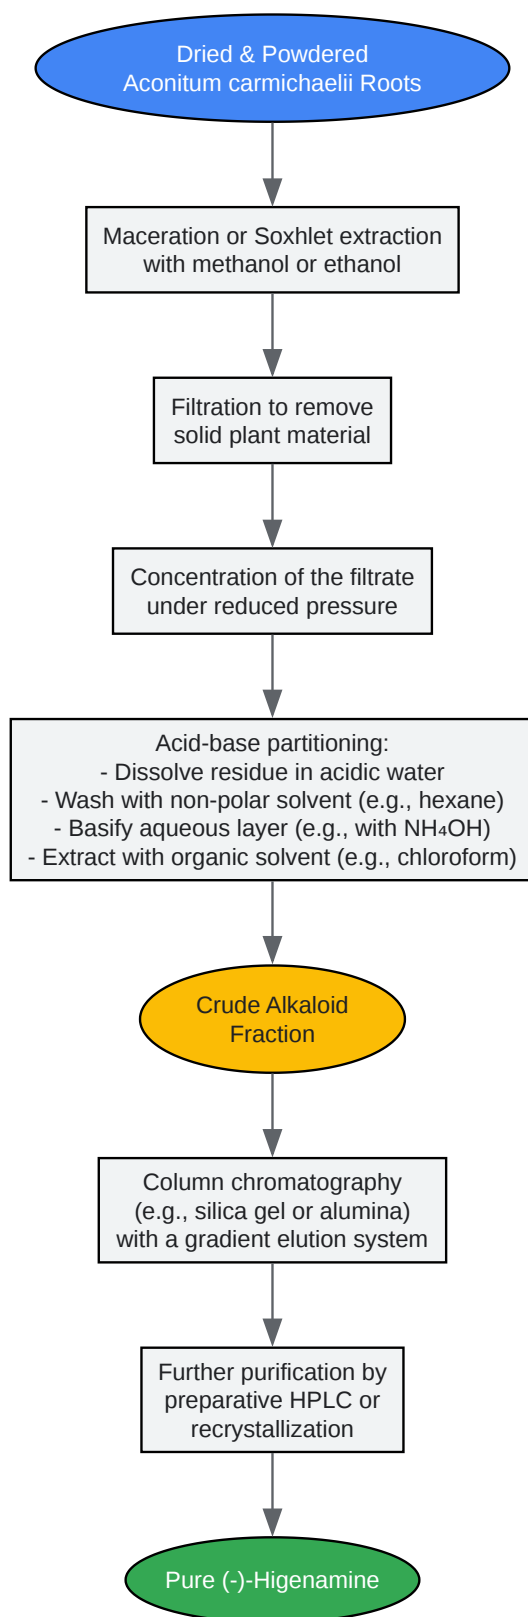 Dried & Powdered
Aconitum carmichaelii Roots
Maceration or Soxhlet extraction
with methanol or ethanol
Filtration to remove
solid plant material
Concentration of the filtrate
under reduced pressure
Acid-base partitioning:
- Dissolve residue in acidic water
- Wash with non-polar solvent (e.g., hexane)
- Basify aqueous layer (e.g., with NH₄OH)
- Extract with organic solvent (e.g., chloroform)
Crude Alkaloid
Fraction
Column chromatography
(e.g., silica gel or alumina)
with a gradient elution system
Further purification by
preparative HPLC or
recrystallization
Pure (-)-Higenamine